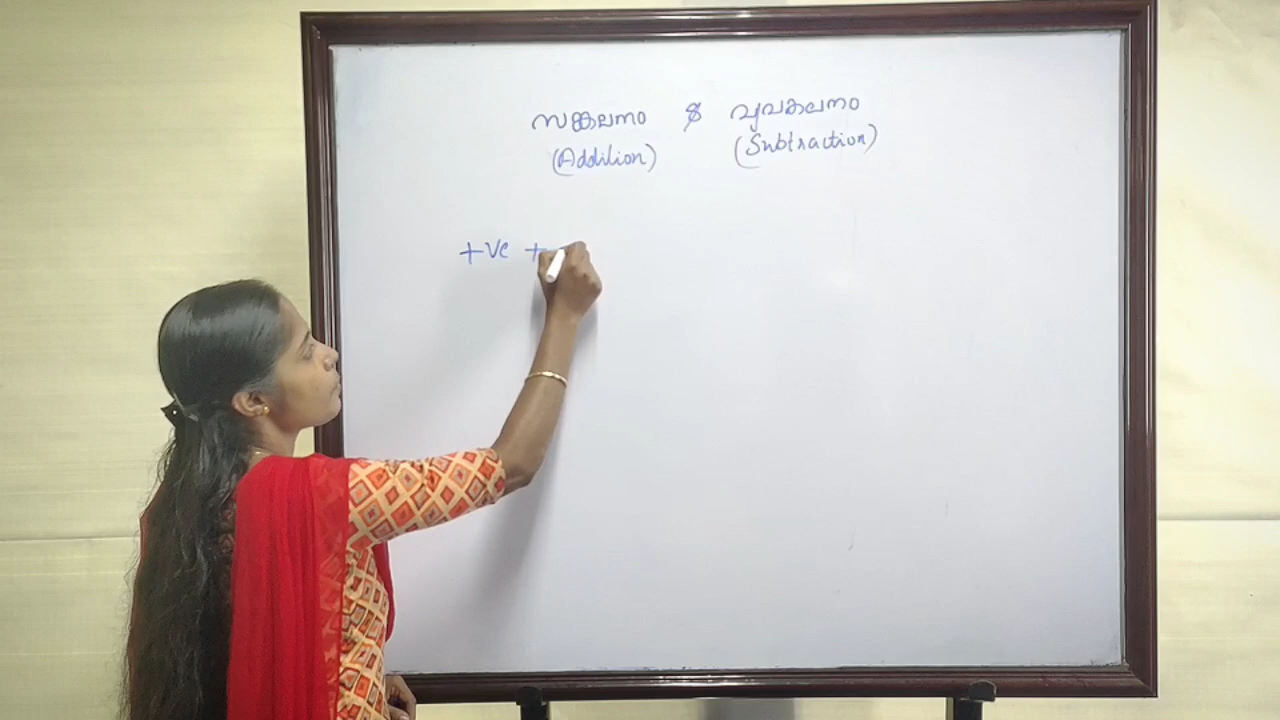 സങ്കലനം & വ്യവകലനം
(Addition) (Subtraction)
+ve +